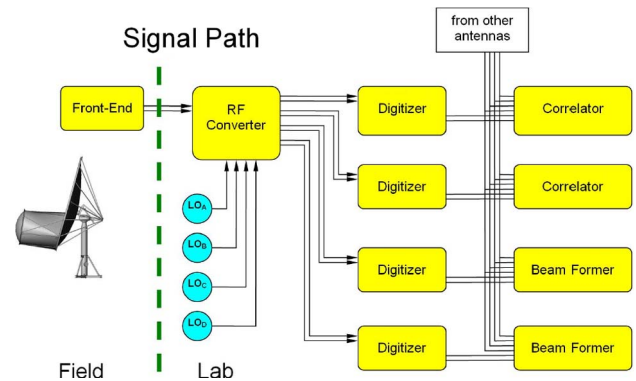 from other
antennas
Signal Path
Front-End
RF
Converter
Digitizer
Correlator
Digitizer
Correlator
LOA
LOB
LOC
LOD
Digitizer
Beam Former
Digitizer
Beam Former
Field
Lab